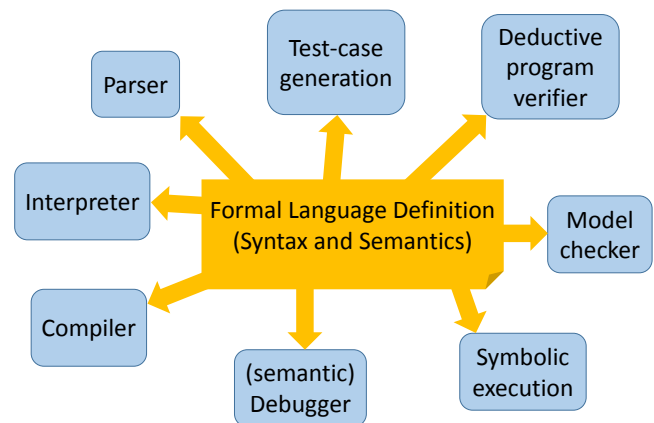 Test-case
generation
Deductive
program
verifier
Parser
Interpreter
Formal Language Definition
(Syntax and Semantics)
Model
checker
Compiler
(semantic)
Debugger
Symbolic
execution